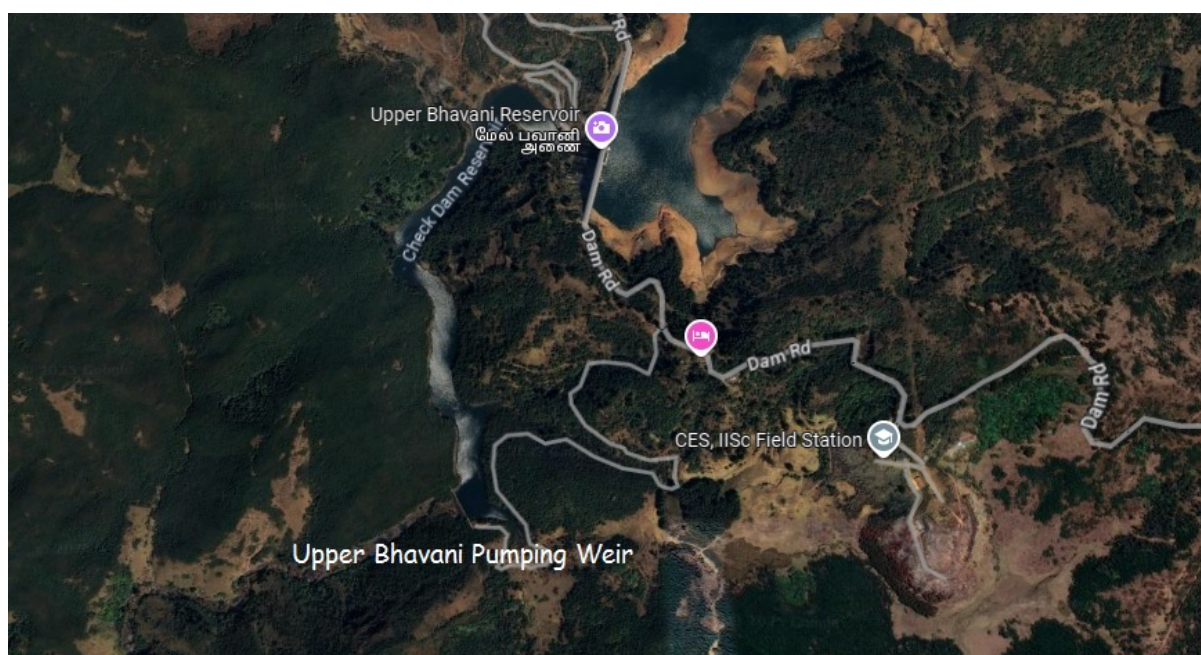 Rd
Upper Bhavani Reservoir
மேல் பவானி
அணை
Check Dam Reser
Dam Rd
Dam Rd
Dam Rd
CES, IISc Field Station
Upper Bhavani Pumping Weir